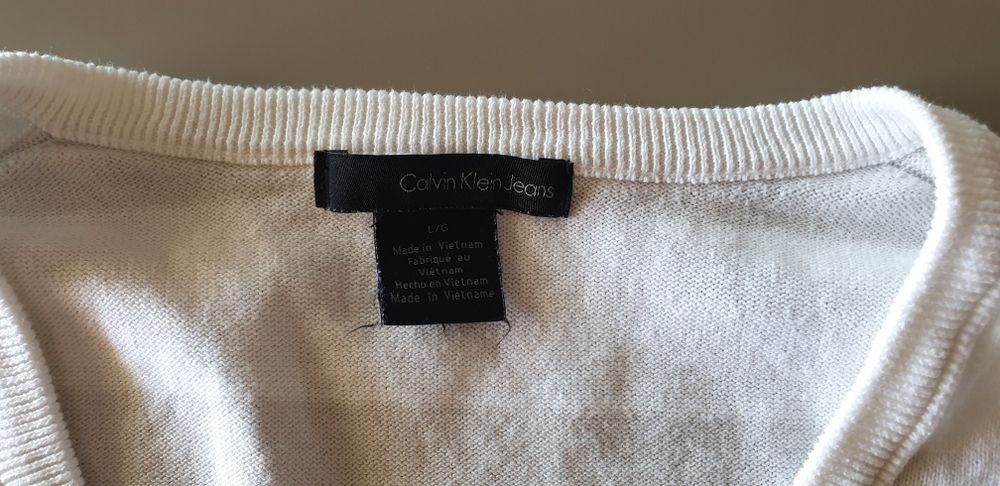 Calvin Klein Jeans
L/G
Made in Vietnam
Fabriqué au
Viêtnam
Hecho en Vietnam
Made in Vietname